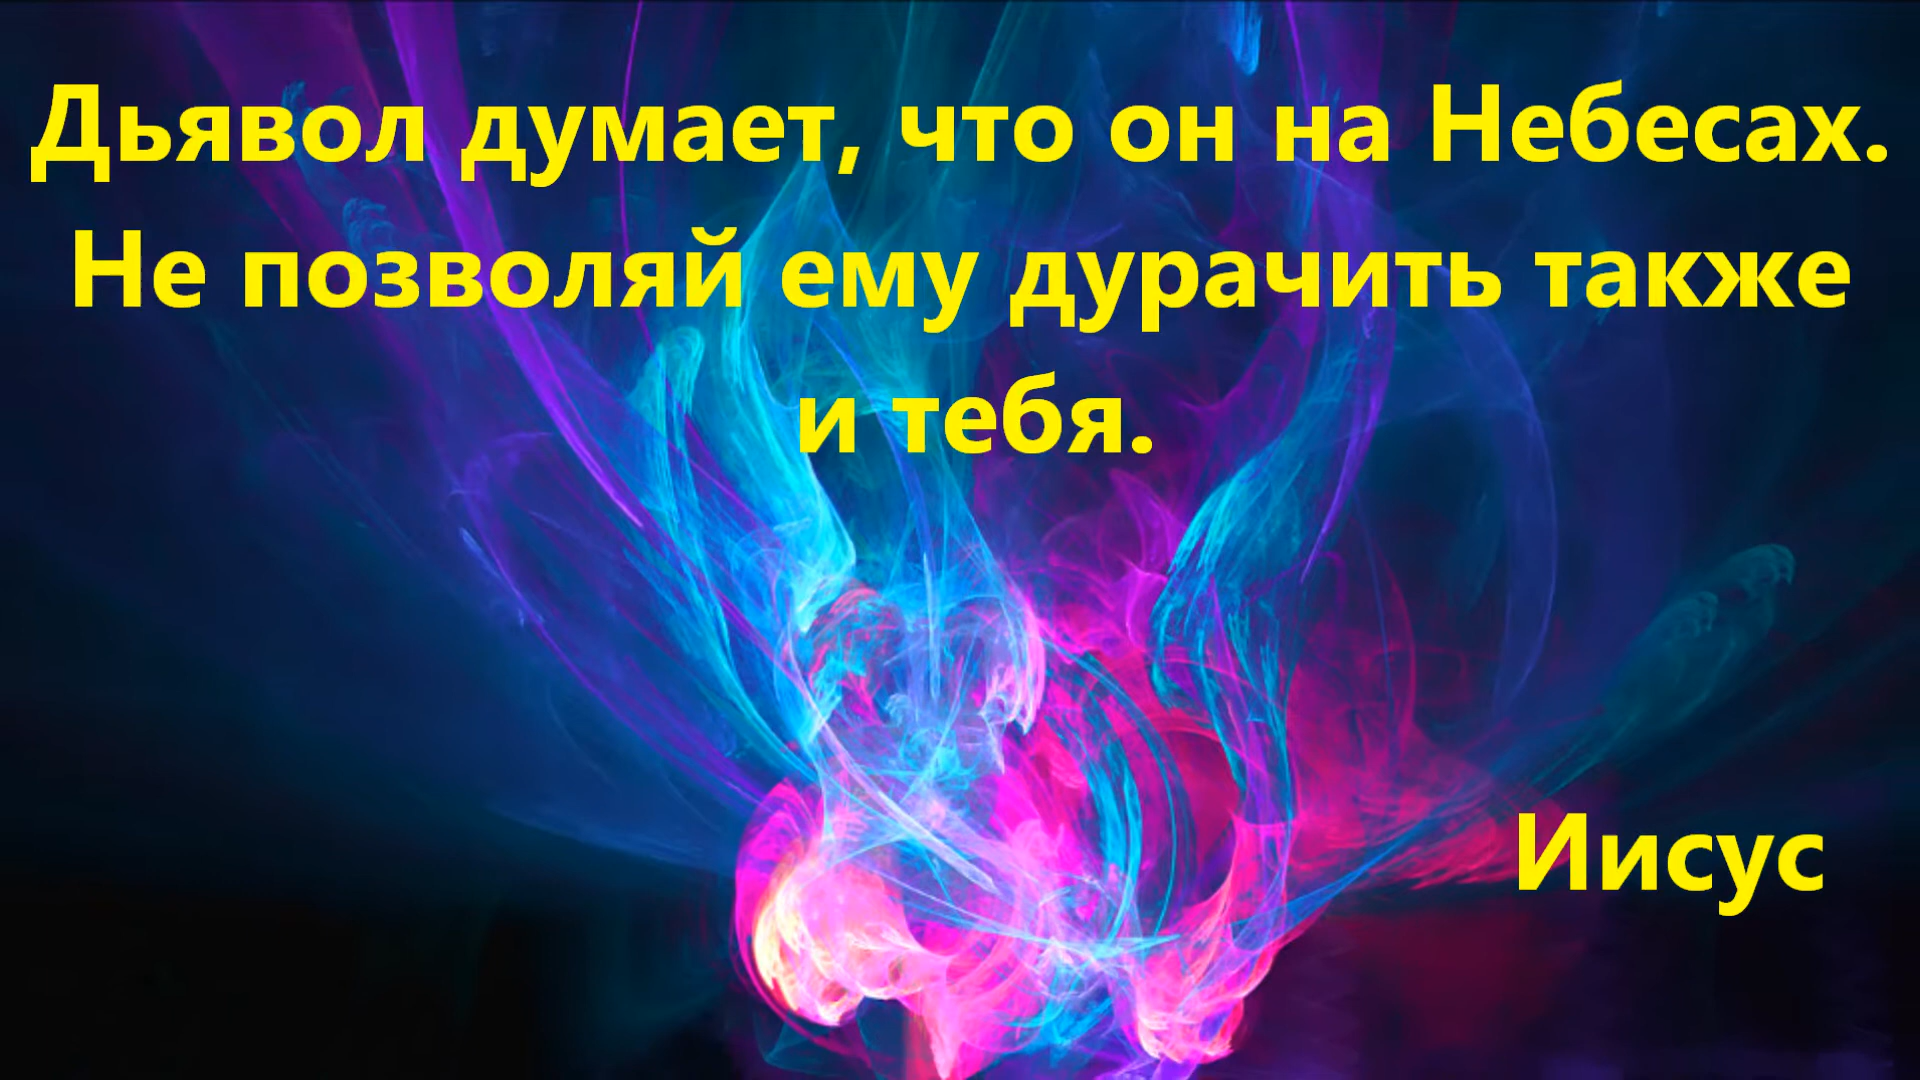 Дьявол думает, что он на Небесах.
Не позволяй ему дурачить также
и тебя.
Иисус